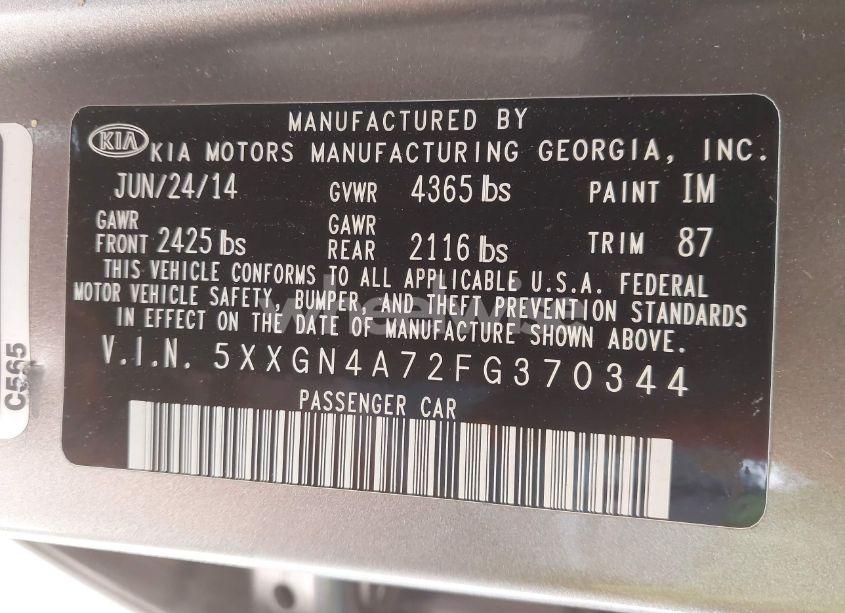 MANUFACTURED BY
KIA KIA MOTORS MANUFACTURING GEORGIA, INC.
JUN/24/14 GVWR 4365 lbs PAINT IM
GAWR FRONT 2425 lbs GAWR REAR 2116 lbs TRIM 87
THIS VEHICLE CONFORMS TO ALL APPLICABLE U.S.A. FEDERAL
MOTOR VEHICLE SAFETY, BUMPER, AND THEFT PREVENTION STANDARDS
IN EFFECT ON THE DATE OF MANUFACTURE SHOWN ABOVE.
V.I.N. 5XXGN4A72FG370344
PASSENGER CAR
C565